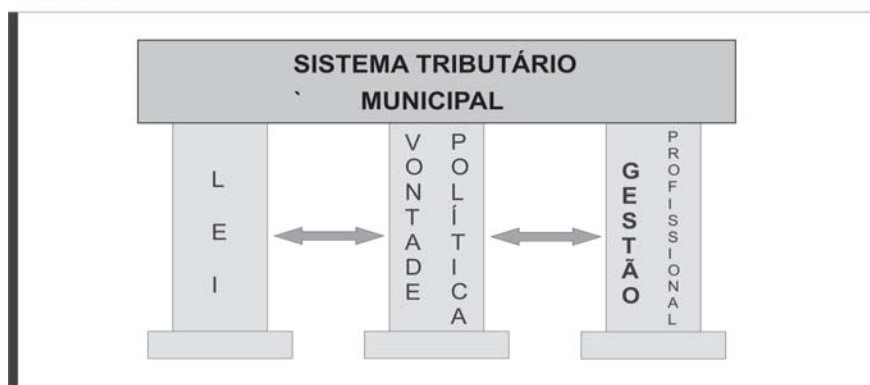 SISTEMA TRIBUTÁRIO
` MUNICIPAL
LEI
VONTADE
POLÍTICA
GESTÃO
PROFISSIONAL